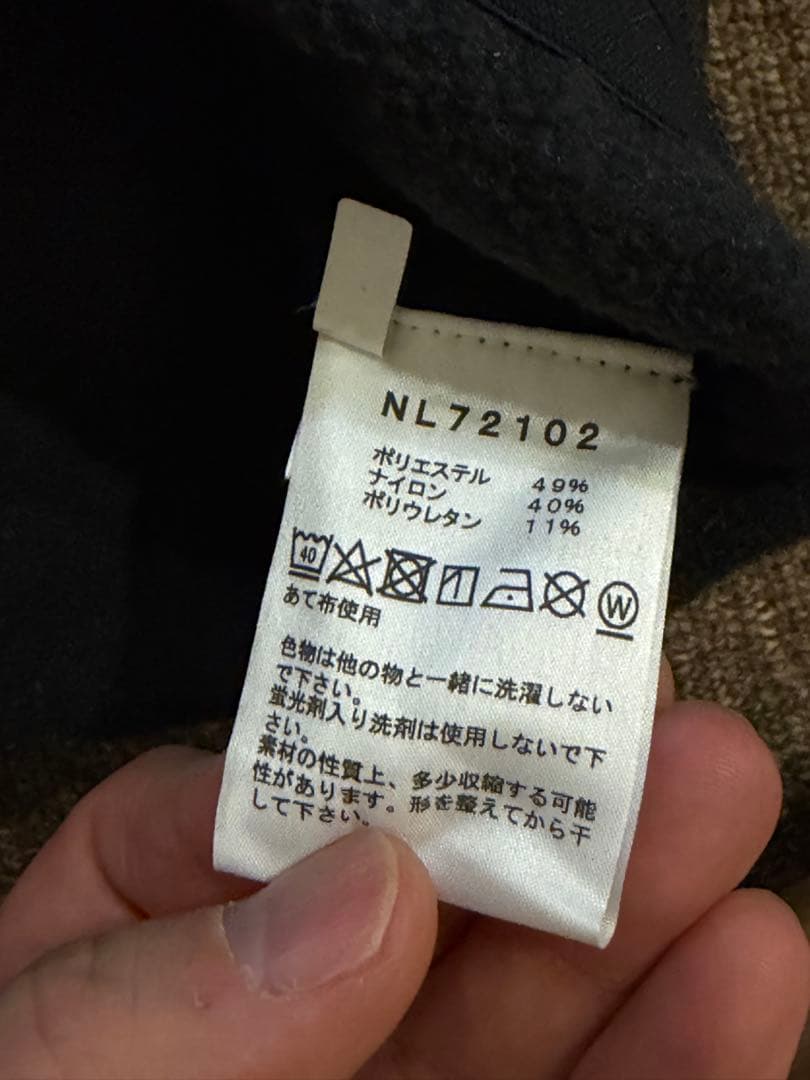 NL72102
ポリエステル 49%
ナイロン 40%
ポリウレタン 11%
40 W
あて布使用
色物は他の物と一緒に洗濯しない
で下さい。
蛍光剤入り洗剤は使用しないで下
さい。
素材の性質上、多少収縮する可能
性があります。形を整えてから干
して下さい。